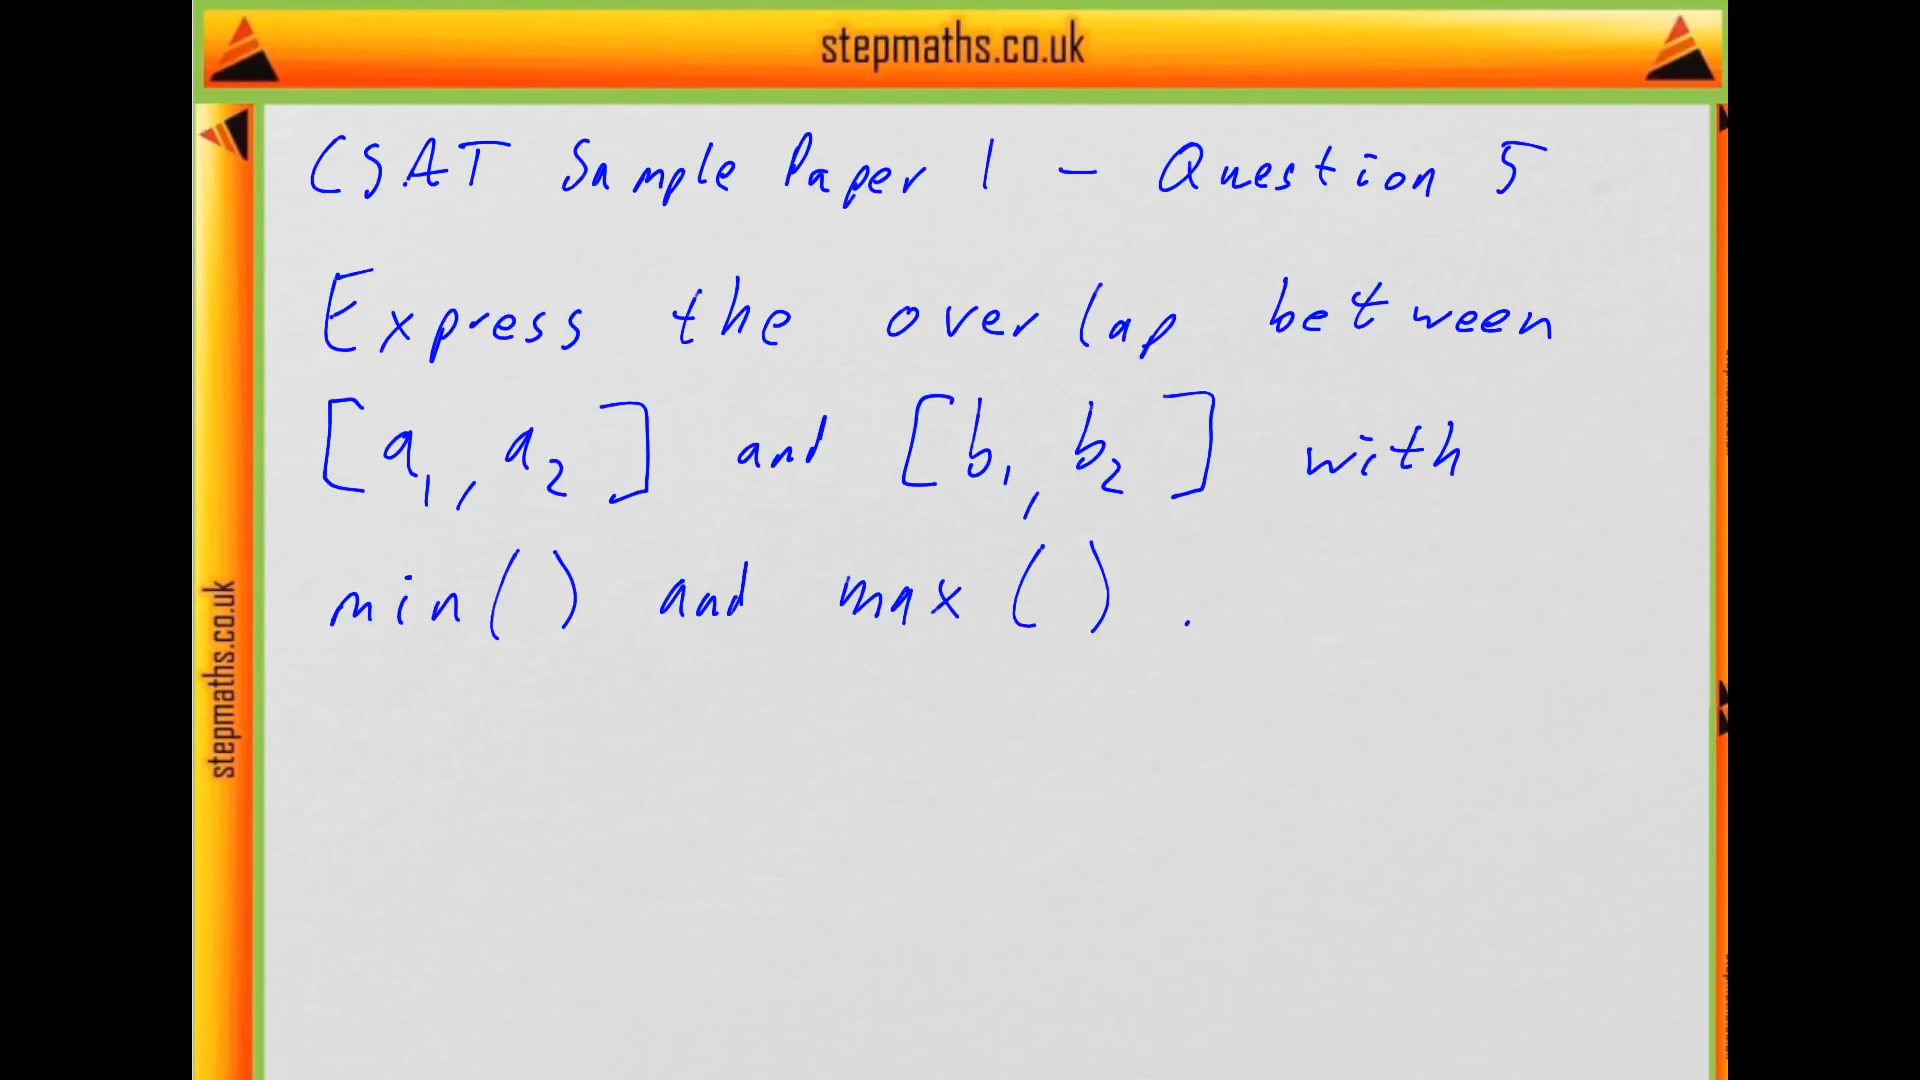 stepmaths.co.uk
CSAT Sample Paper 1 – Question 5
Express the overlap between
[a₁, a₂] and [b₁, b₂] with
min() and max().
stepmaths.co.uk